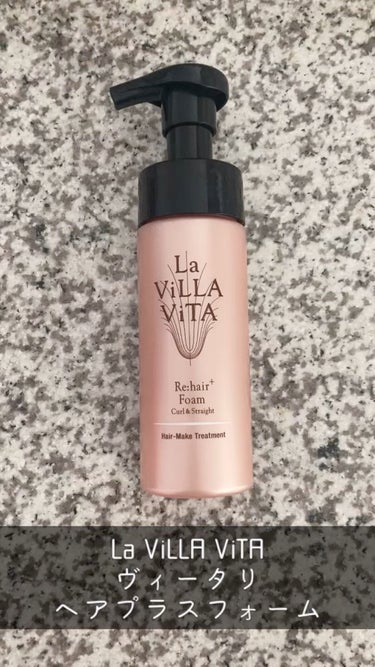 La
ViLLA
ViTA
Re:hair+
Foam
Curl & Straight
Hair-Make Treatment
La ViLLA ViTA
ヴィータリ
ヘアプラスフォーム